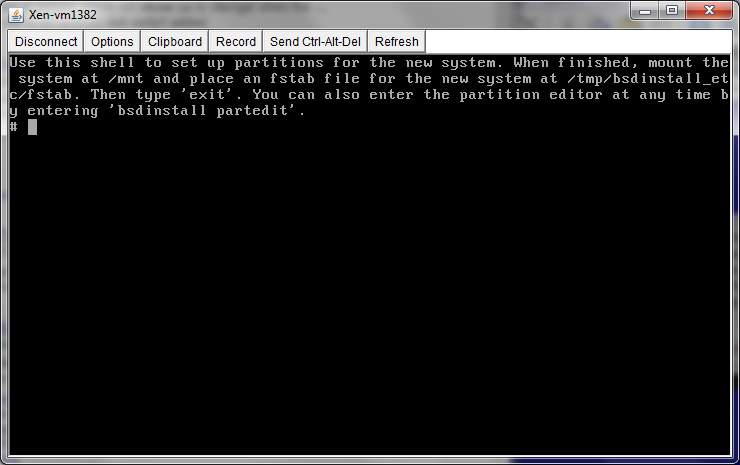 Xen-vm1382
Disconnect Options Clipboard Record Send Ctrl-Alt-Del Refresh
Use this shell to set up partitions for the new system. When finished, mount the
system at /mnt and place an fstab file for the new system at /tmp/bsdinstall_et
c/fstab. Then type 'exit'. You can also enter the partition editor at any time b
y entering 'bsdinstall partedit'.
#